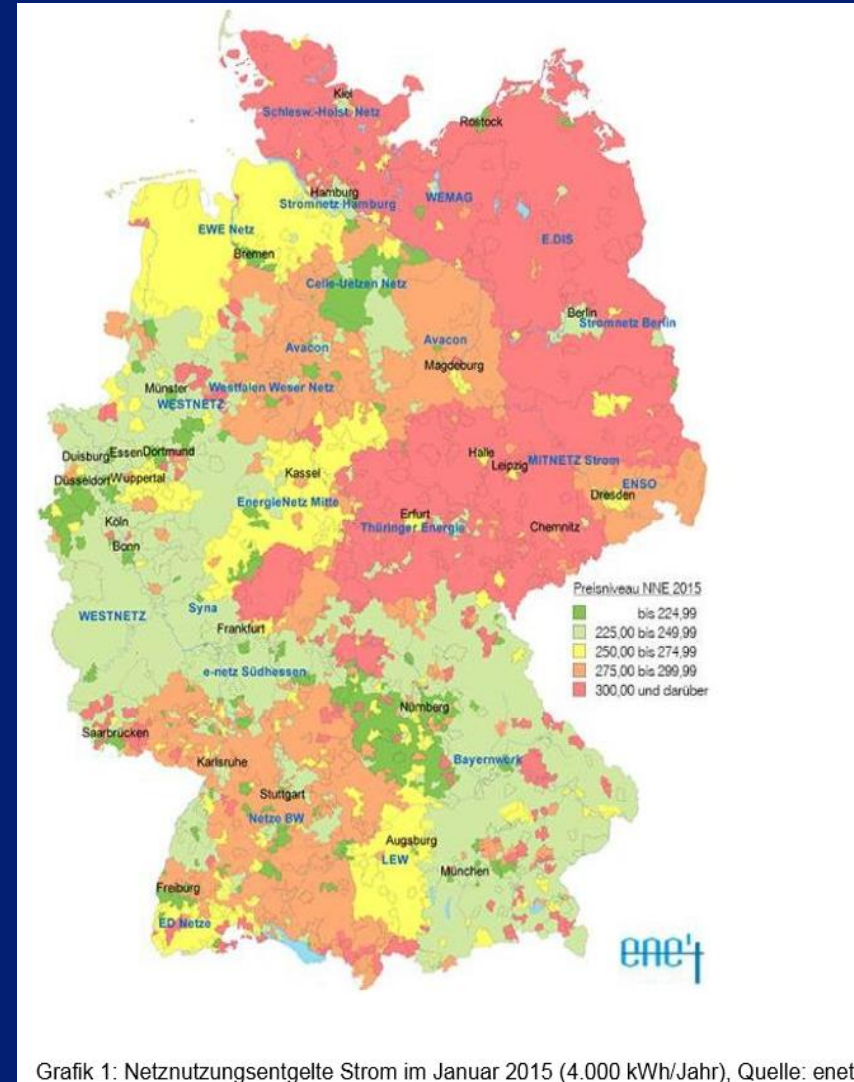 Kiel
Schlesw.-Holst. Netz
Rostock
Hamburg
Stromnetz Hamburg
WEMAG
EWE Netz
E.DIS
Bremen
Celle-Uelzen Netz
Berlin
Stromnetz Berlin
Avacon
Avacon
Magdeburg
Münster
Westfalen Weser Netz
WESTNETZ
Duisburg
Essen
Dortmund
Kassel
Halle
Leipzig
MITNETZ Strom
Düsseldorf
Wuppertal
ENSO
Dresden
EnergieNetz Mitte
Köln
Erfurt
Thüringer Energie
Chemnitz
Bonn
Preisniveau NNE 2015
bis 224,99
225,00 bis 249,99
250,00 bis 274,99
275,00 bis 299,99
300,00 und darüber
WESTNETZ
Syna
Frankfurt
e-netz Südhessen
Nürnberg
Saarbrücken
Karlsruhe
Bayernwerk
Stuttgart
Netze BW
Augsburg
LEW
München
Freiburg
ED Netze
ene't
Grafik 1: Netznutzungsentgelte Strom im Januar 2015 (4.000 kWh/Jahr), Quelle: enet